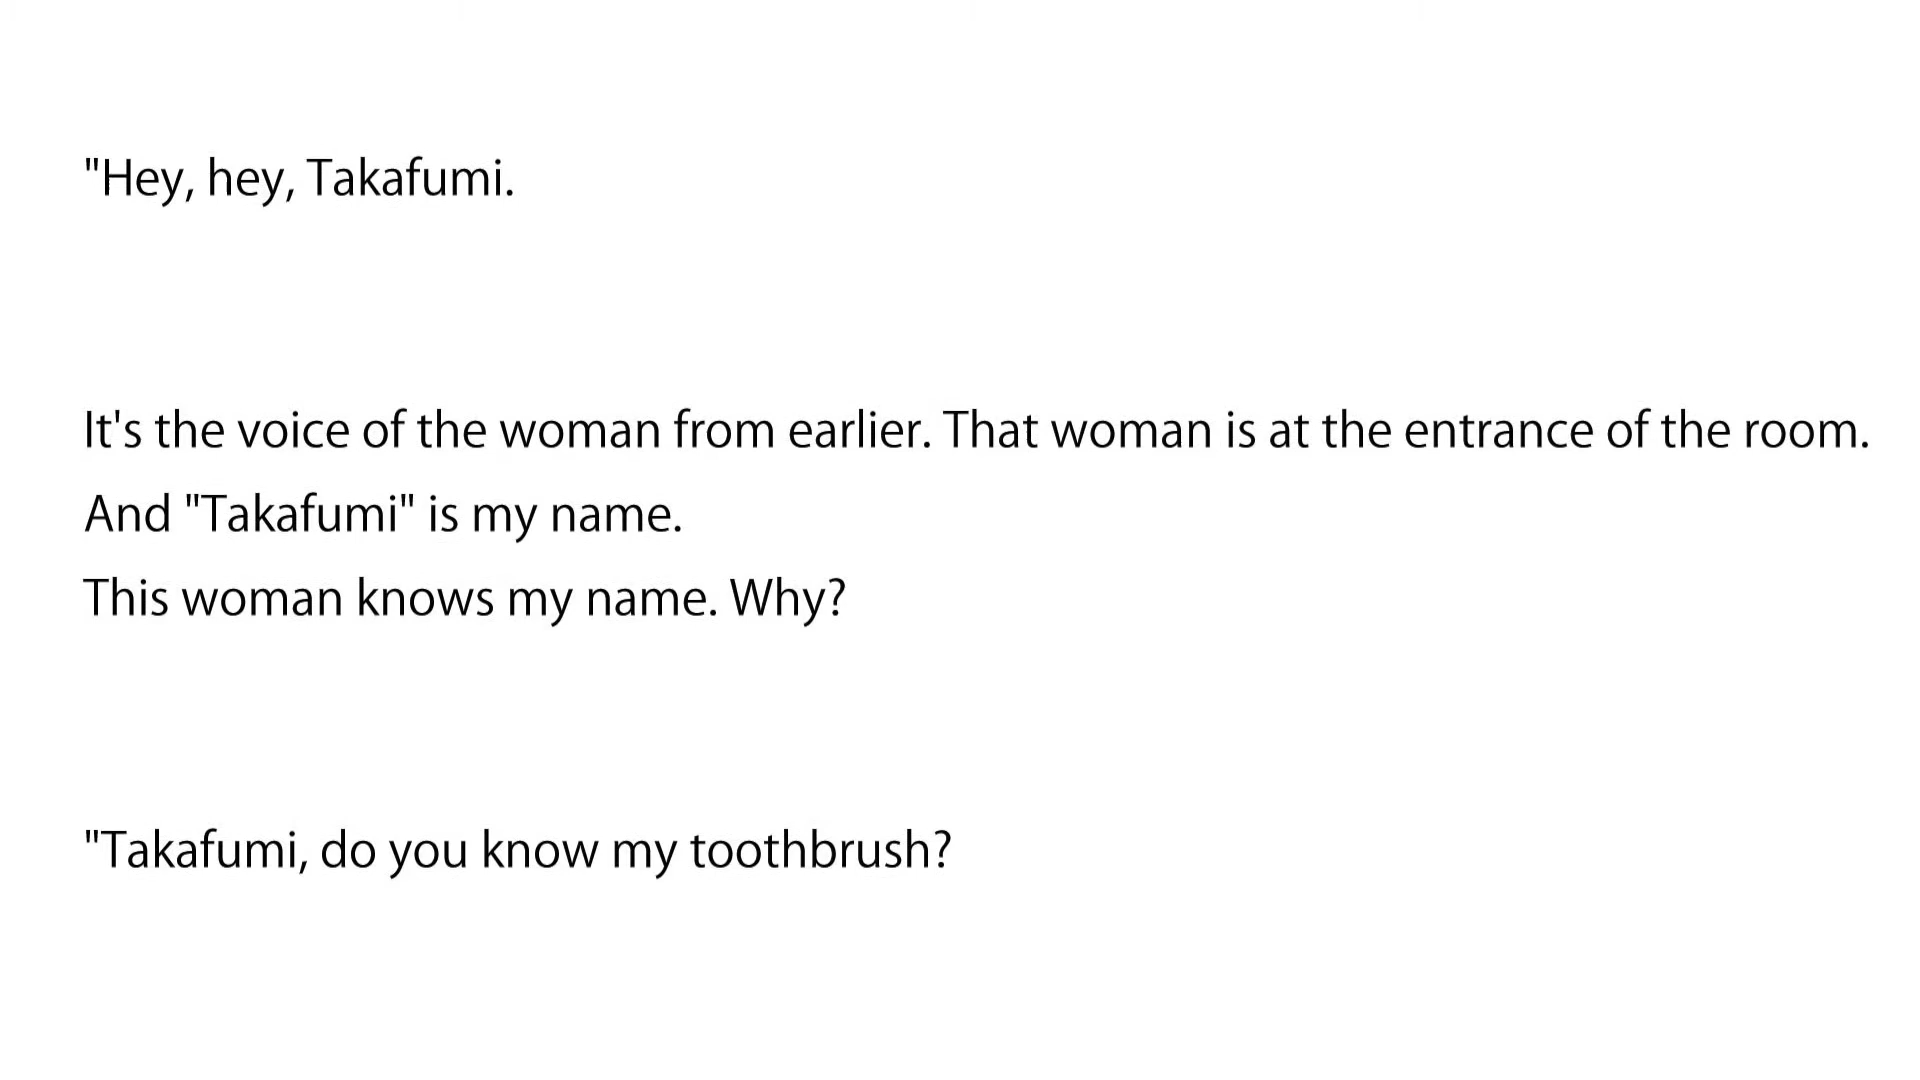 "Hey, hey, Takafumi.
It's the voice of the woman from earlier. That woman is at the entrance of the room.
And "Takafumi" is my name.
This woman knows my name. Why?
"Takafumi, do you know my toothbrush?